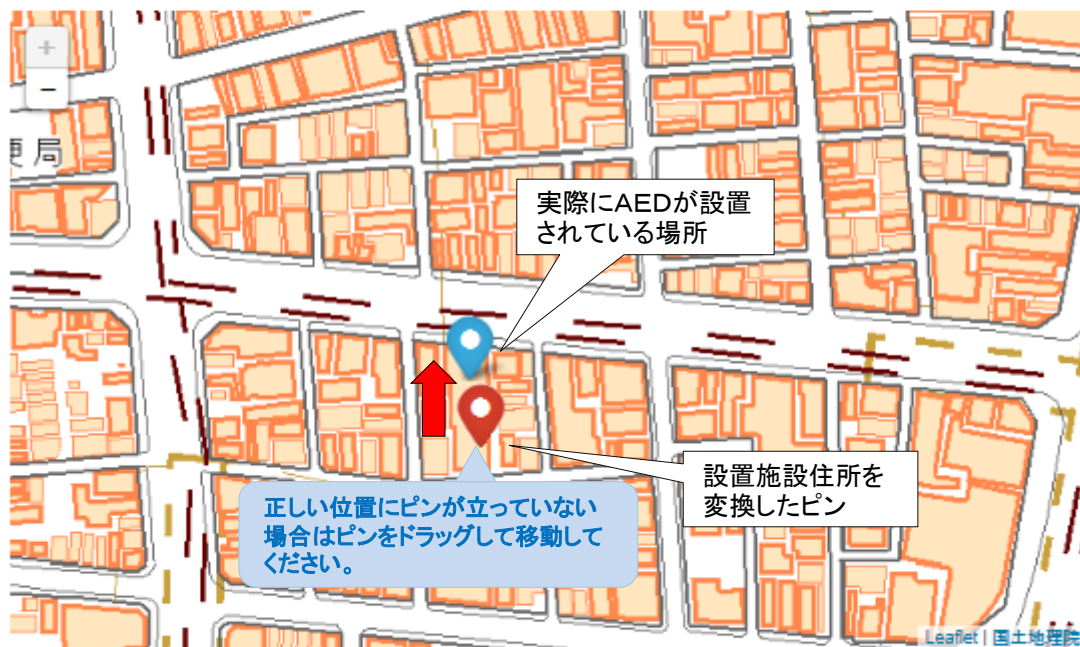 +
−
更局
実際にAEDが設置
されている場所
設置施設住所を
変換したピン
正しい位置にピンが立っていない
場合はピンをドラッグして移動して
ください。
Leaflet | 国土地理院